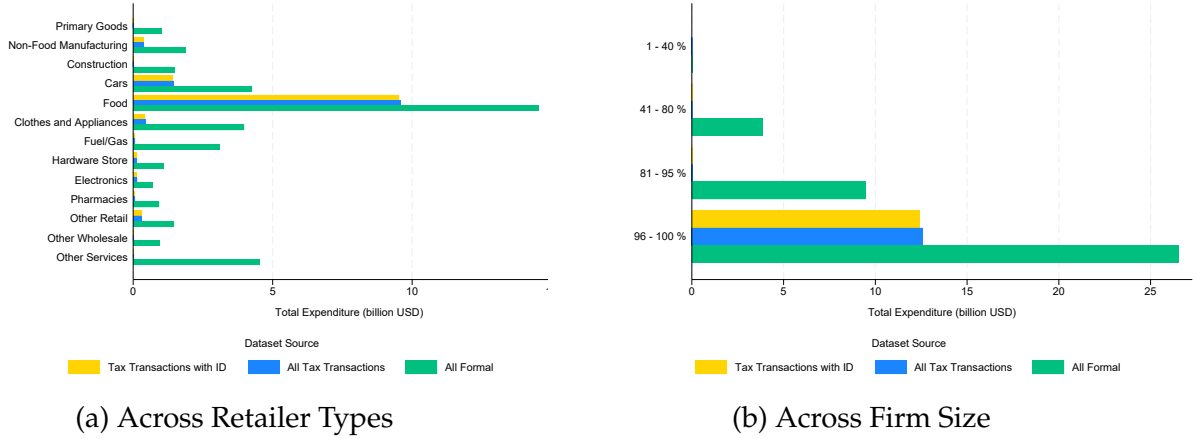 Primary Goods
Non-Food Manufacturing
Construction
Cars
Food
Clothes and Appliances
Fuel/Gas
Hardware Store
Electronics
Pharmacies
Other Retail
Other Wholesale
Other Services
0 5 10
Total Expenditure (billion USD)
Dataset Source
Tax Transactions with ID All Tax Transactions All Formal
(a) Across Retailer Types
1 - 40 %
41 - 80 %
81 - 95 %
96 - 100 %
0 5 10 15 20 25
Total Expenditure (billion USD)
Dataset Source
Tax Transactions with ID All Tax Transactions All Formal
(b) Across Firm Size